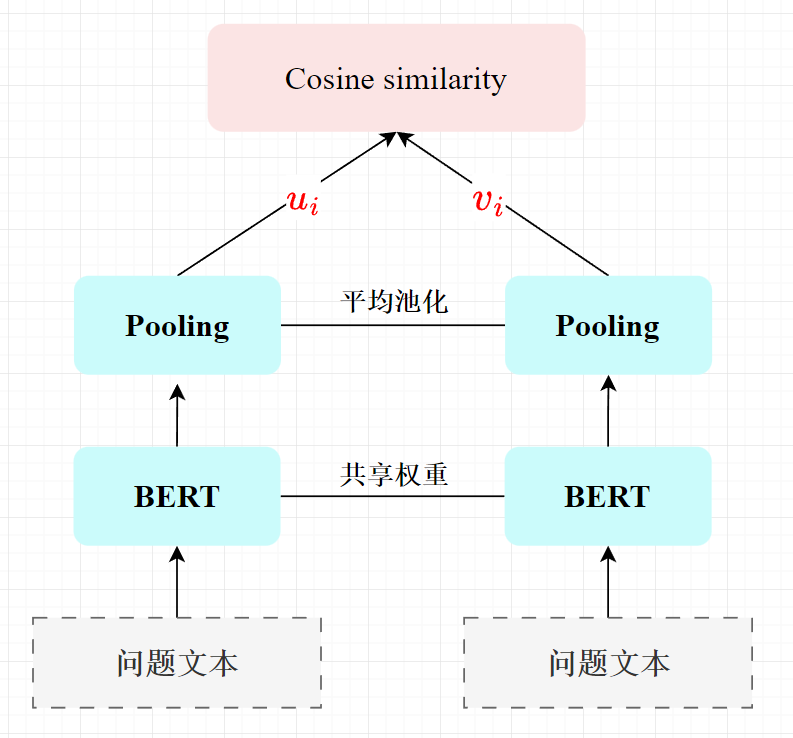 Cosine similarity
u_i
v_i
Pooling
平均池化
Pooling
BERT
共享权重
BERT
问题文本
问题文本